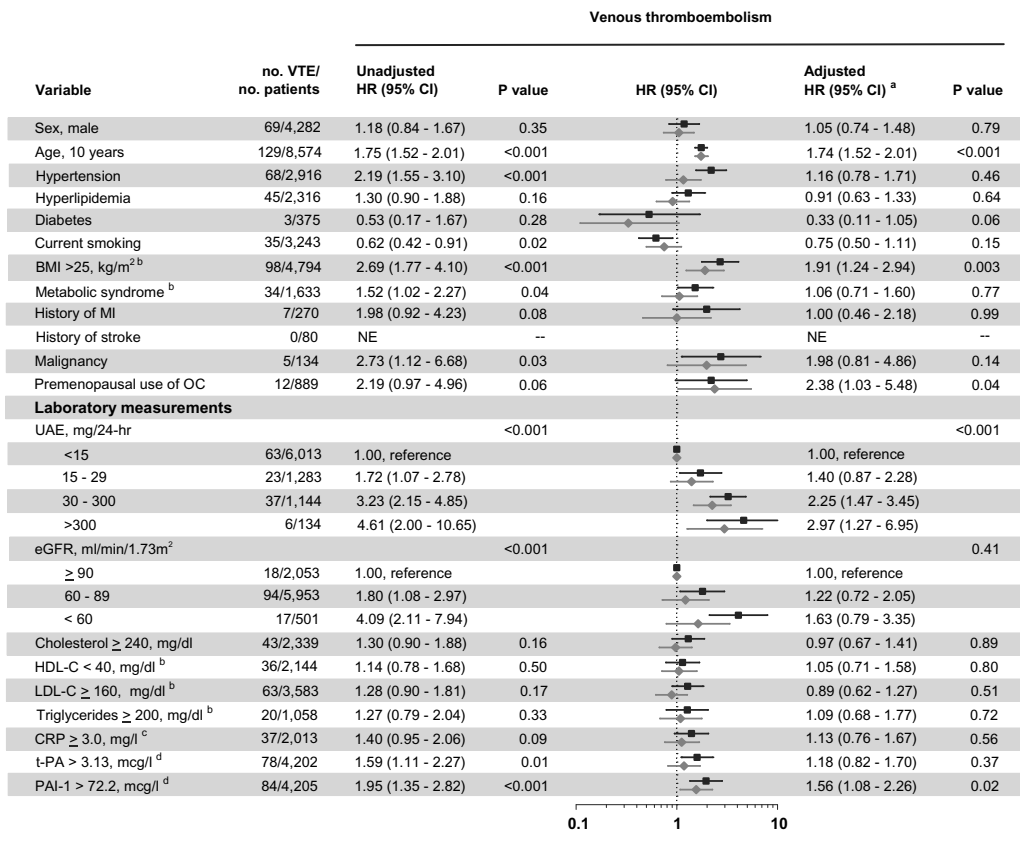 Venous thromboembolism
no. VTE/ Unadjusted Adjusted
Variable no. patients HR (95% CI) P value HR (95% CI) HR (95% CI) a P value
Sex, male 69/4,282 1.18 (0.84 - 1.67) 0.35 1.05 (0.74 - 1.48) 0.79
Age, 10 years 129/8,574 1.75 (1.52 - 2.01) <0.001 1.74 (1.52 - 2.01) <0.001
Hypertension 68/2,916 2.19 (1.55 - 3.10) <0.001 1.16 (0.78 - 1.71) 0.46
Hyperlipidemia 45/2,316 1.30 (0.90 - 1.88) 0.16 0.91 (0.63 - 1.33) 0.64
Diabetes 3/375 0.53 (0.17 - 1.67) 0.28 0.33 (0.11 - 1.05) 0.06
Current smoking 35/3,243 0.62 (0.42 - 0.91) 0.02 0.75 (0.50 - 1.11) 0.15
BMI >25, kg/m2 b 98/4,794 2.69 (1.77 - 4.10) <0.001 1.91 (1.24 - 2.94) 0.003
Metabolic syndrome b 34/1,633 1.52 (1.02 - 2.27) 0.04 1.06 (0.71 - 1.60) 0.77
History of MI 7/270 1.98 (0.92 - 4.23) 0.08 1.00 (0.46 - 2.18) 0.99
History of stroke 0/80 NE -- NE --
Malignancy 5/134 2.73 (1.12 - 6.68) 0.03 1.98 (0.81 - 4.86) 0.14
Premenopausal use of OC 12/889 2.19 (0.97 - 4.96) 0.06 2.38 (1.03 - 5.48) 0.04
Laboratory measurements
UAE, mg/24-hr <0.001 <0.001
<15 63/6,013 1.00, reference 1.00, reference
15 - 29 23/1,283 1.72 (1.07 - 2.78) 1.40 (0.87 - 2.28)
30 - 300 37/1,144 3.23 (2.15 - 4.85) 2.25 (1.47 - 3.45)
>300 6/134 4.61 (2.00 - 10.65) 2.97 (1.27 - 6.95)
eGFR, ml/min/1.73m2 <0.001 0.41
≥ 90 18/2,053 1.00, reference 1.00, reference
60 - 89 94/5,953 1.80 (1.08 - 2.97) 1.22 (0.72 - 2.05)
< 60 17/501 4.09 (2.11 - 7.94) 1.63 (0.79 - 3.35)
Cholesterol ≥ 240, mg/dl 43/2,339 1.30 (0.90 - 1.88) 0.16 0.97 (0.67 - 1.41) 0.89
HDL-C < 40, mg/dl b 36/2,144 1.14 (0.78 - 1.68) 0.50 1.05 (0.71 - 1.58) 0.80
LDL-C ≥ 160, mg/dl b 63/3,583 1.28 (0.90 - 1.81) 0.17 0.89 (0.62 - 1.27) 0.51
Triglycerides ≥ 200, mg/dl b 20/1,058 1.27 (0.79 - 2.04) 0.33 1.09 (0.68 - 1.77) 0.72
CRP ≥ 3.0, mg/l c 37/2,013 1.40 (0.95 - 2.06) 0.09 1.13 (0.76 - 1.67) 0.56
t-PA > 3.13, mcg/l d 78/4,202 1.59 (1.11 - 2.27) 0.01 1.18 (0.82 - 1.70) 0.37
PAI-1 > 72.2, mcg/l d 84/4,205 1.95 (1.35 - 2.82) <0.001 1.56 (1.08 - 2.26) 0.02
0.1 1 10